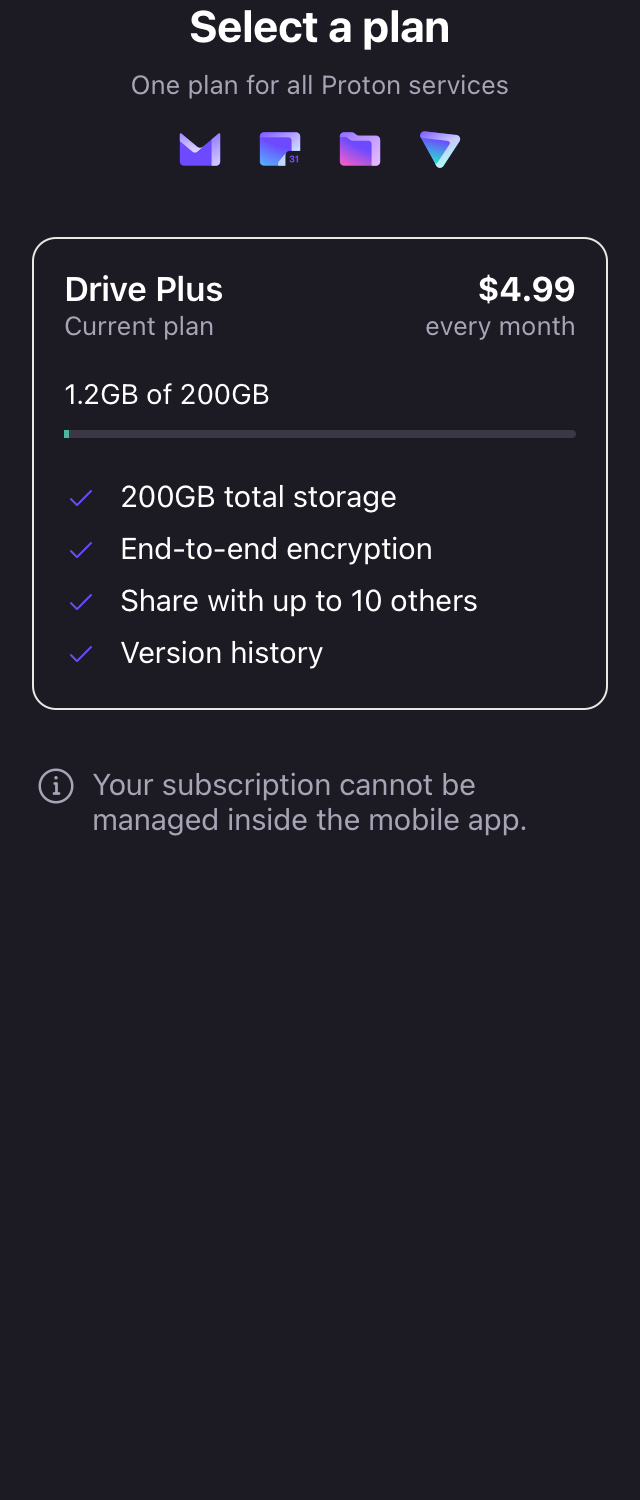 Select a plan
One plan for all Proton services
31
Drive Plus
$4.99
Current plan
every month
1.2GB of 200GB
200GB total storage
End-to-end encryption
Share with up to 10 others
Version history
Your subscription cannot be
managed inside the mobile app.